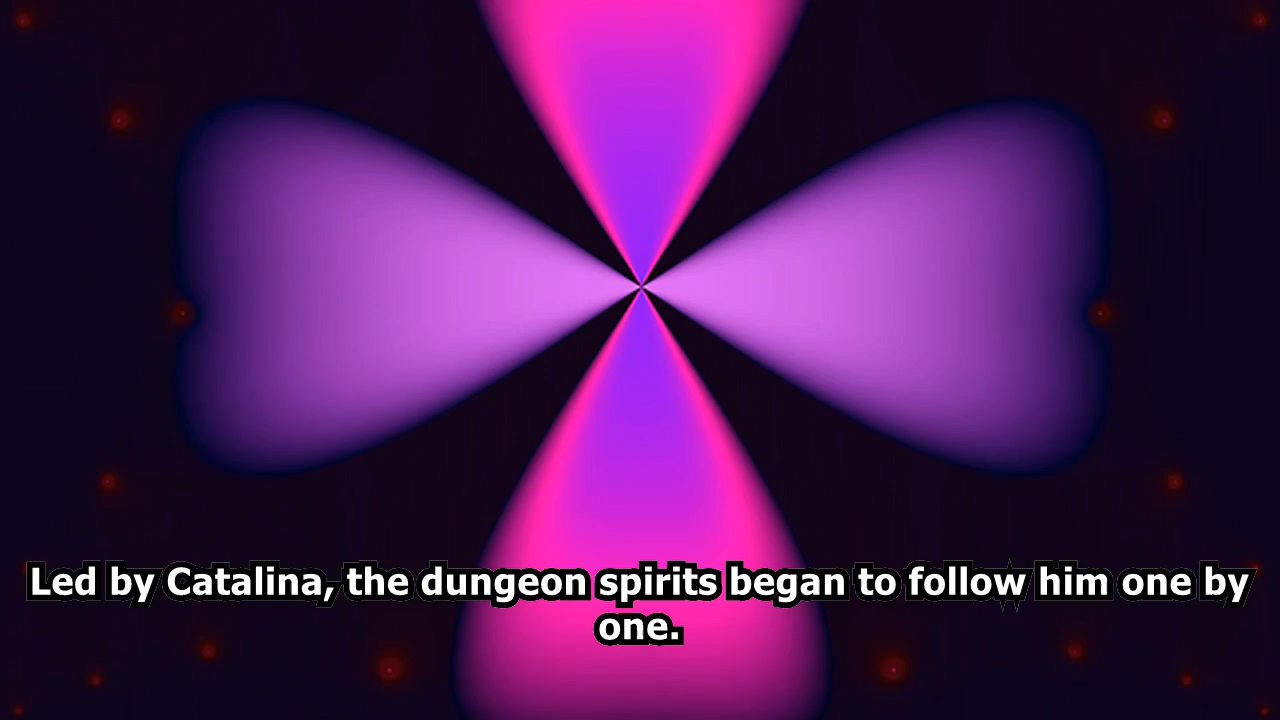 Led by Catalina, the dungeon spirits began to follow him one by
one.